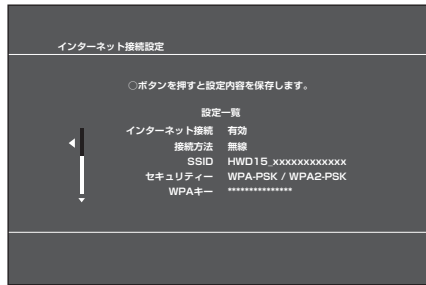 インターネット接続設定
○ボタンを押すと設定内容を保存します。
設定一覧
インターネット接続 有効
接続方法 無線
SSID HWD15_xxxxxxxxxxxx
セキュリティー WPA-PSK / WPA2-PSK
WPAキー ***************